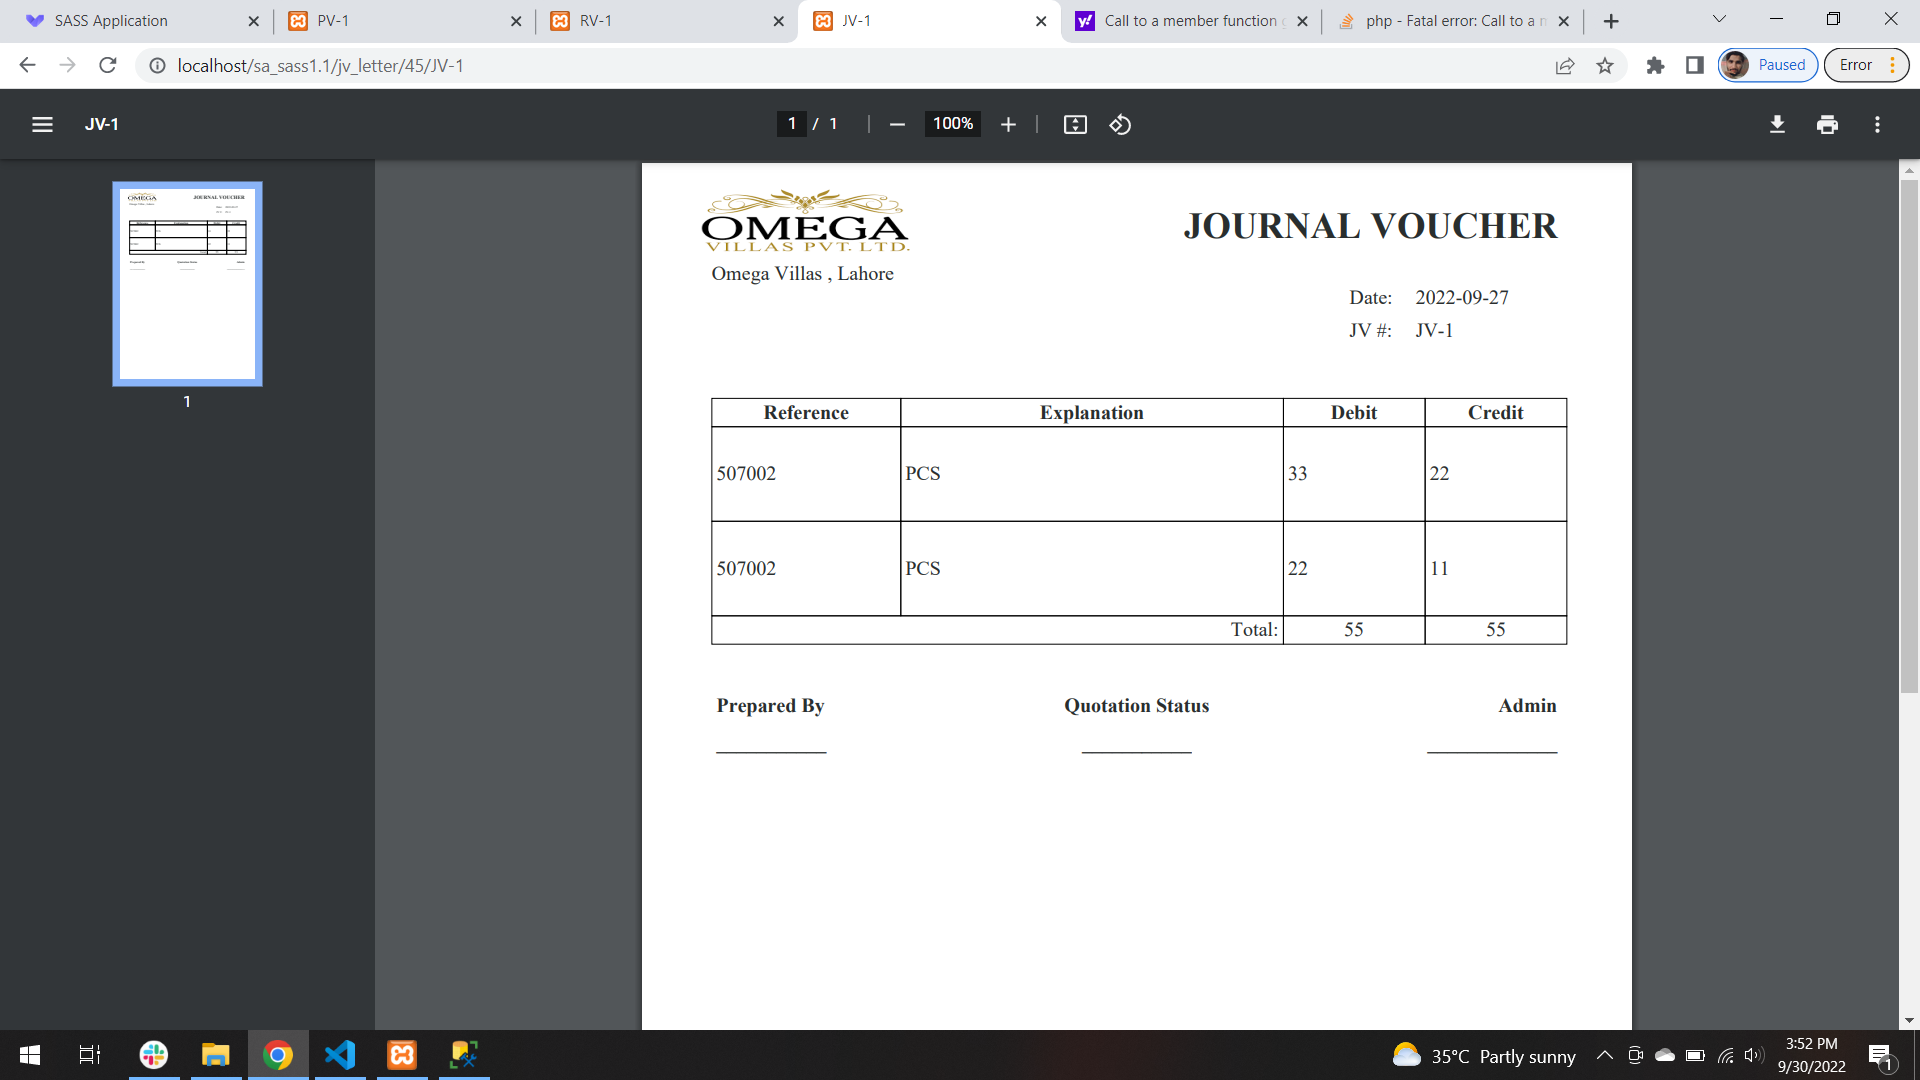 SASS Application
PV-1
RV-1
JV-1
Call to a member function
php - Fatal error: Call to a
localhost/sa_sass1.1/jv_letter/45/JV-1
Paused
Error
JV-1
1 / 1
100%
1
OMEGA
VILLAS PVT. LTD.
Omega Villas , Lahore
JOURNAL VOUCHER
Date: 2022-09-27
JV #: JV-1
Reference Explanation Debit Credit
507002 PCS 33 22
507002 PCS 22 11
Total: 55 55
Prepared By Quotation Status Admin
35°C Partly sunny
3:52 PM
9/30/2022
1